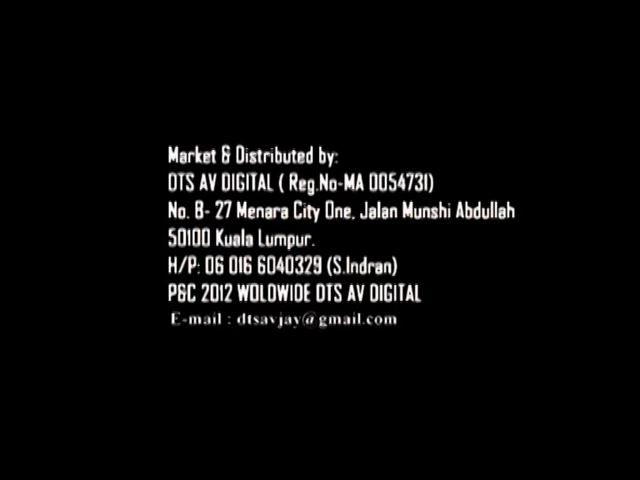 Market & Distributed by:
DTS AV DIGITAL ( Reg.No-MA 0054731)
No. B- 27 Menara City One, Jalan Munshi Abdullah
50100 Kuala Lumpur.
H/P: 06 016 6040329 (S.Indran)
P&C 2012 WOLDWIDE DTS AV DIGITAL
E-mail : dtsavjay@gmail.com